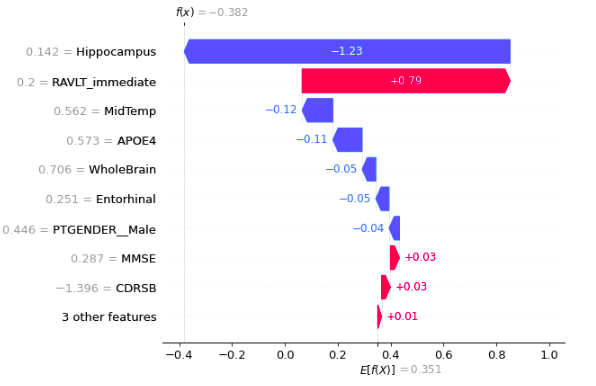 f(x) = −0.382
0.142 = Hippocampus
−1.23
0.2 = RAVLT_immediate
+0.79
0.562 = MidTemp
−0.12
0.573 = APOE4
−0.11
0.706 = WholeBrain
−0.05
0.251 = Entorhinal
−0.05
0.446 = PTGENDER__Male
−0.04
0.287 = MMSE
+0.03
−1.396 = CDRSB
+0.03
3 other features
+0.01
−0.4 −0.2 0.0 0.2 0.4 0.6 0.8 1.0
E[f(X)] = 0.351